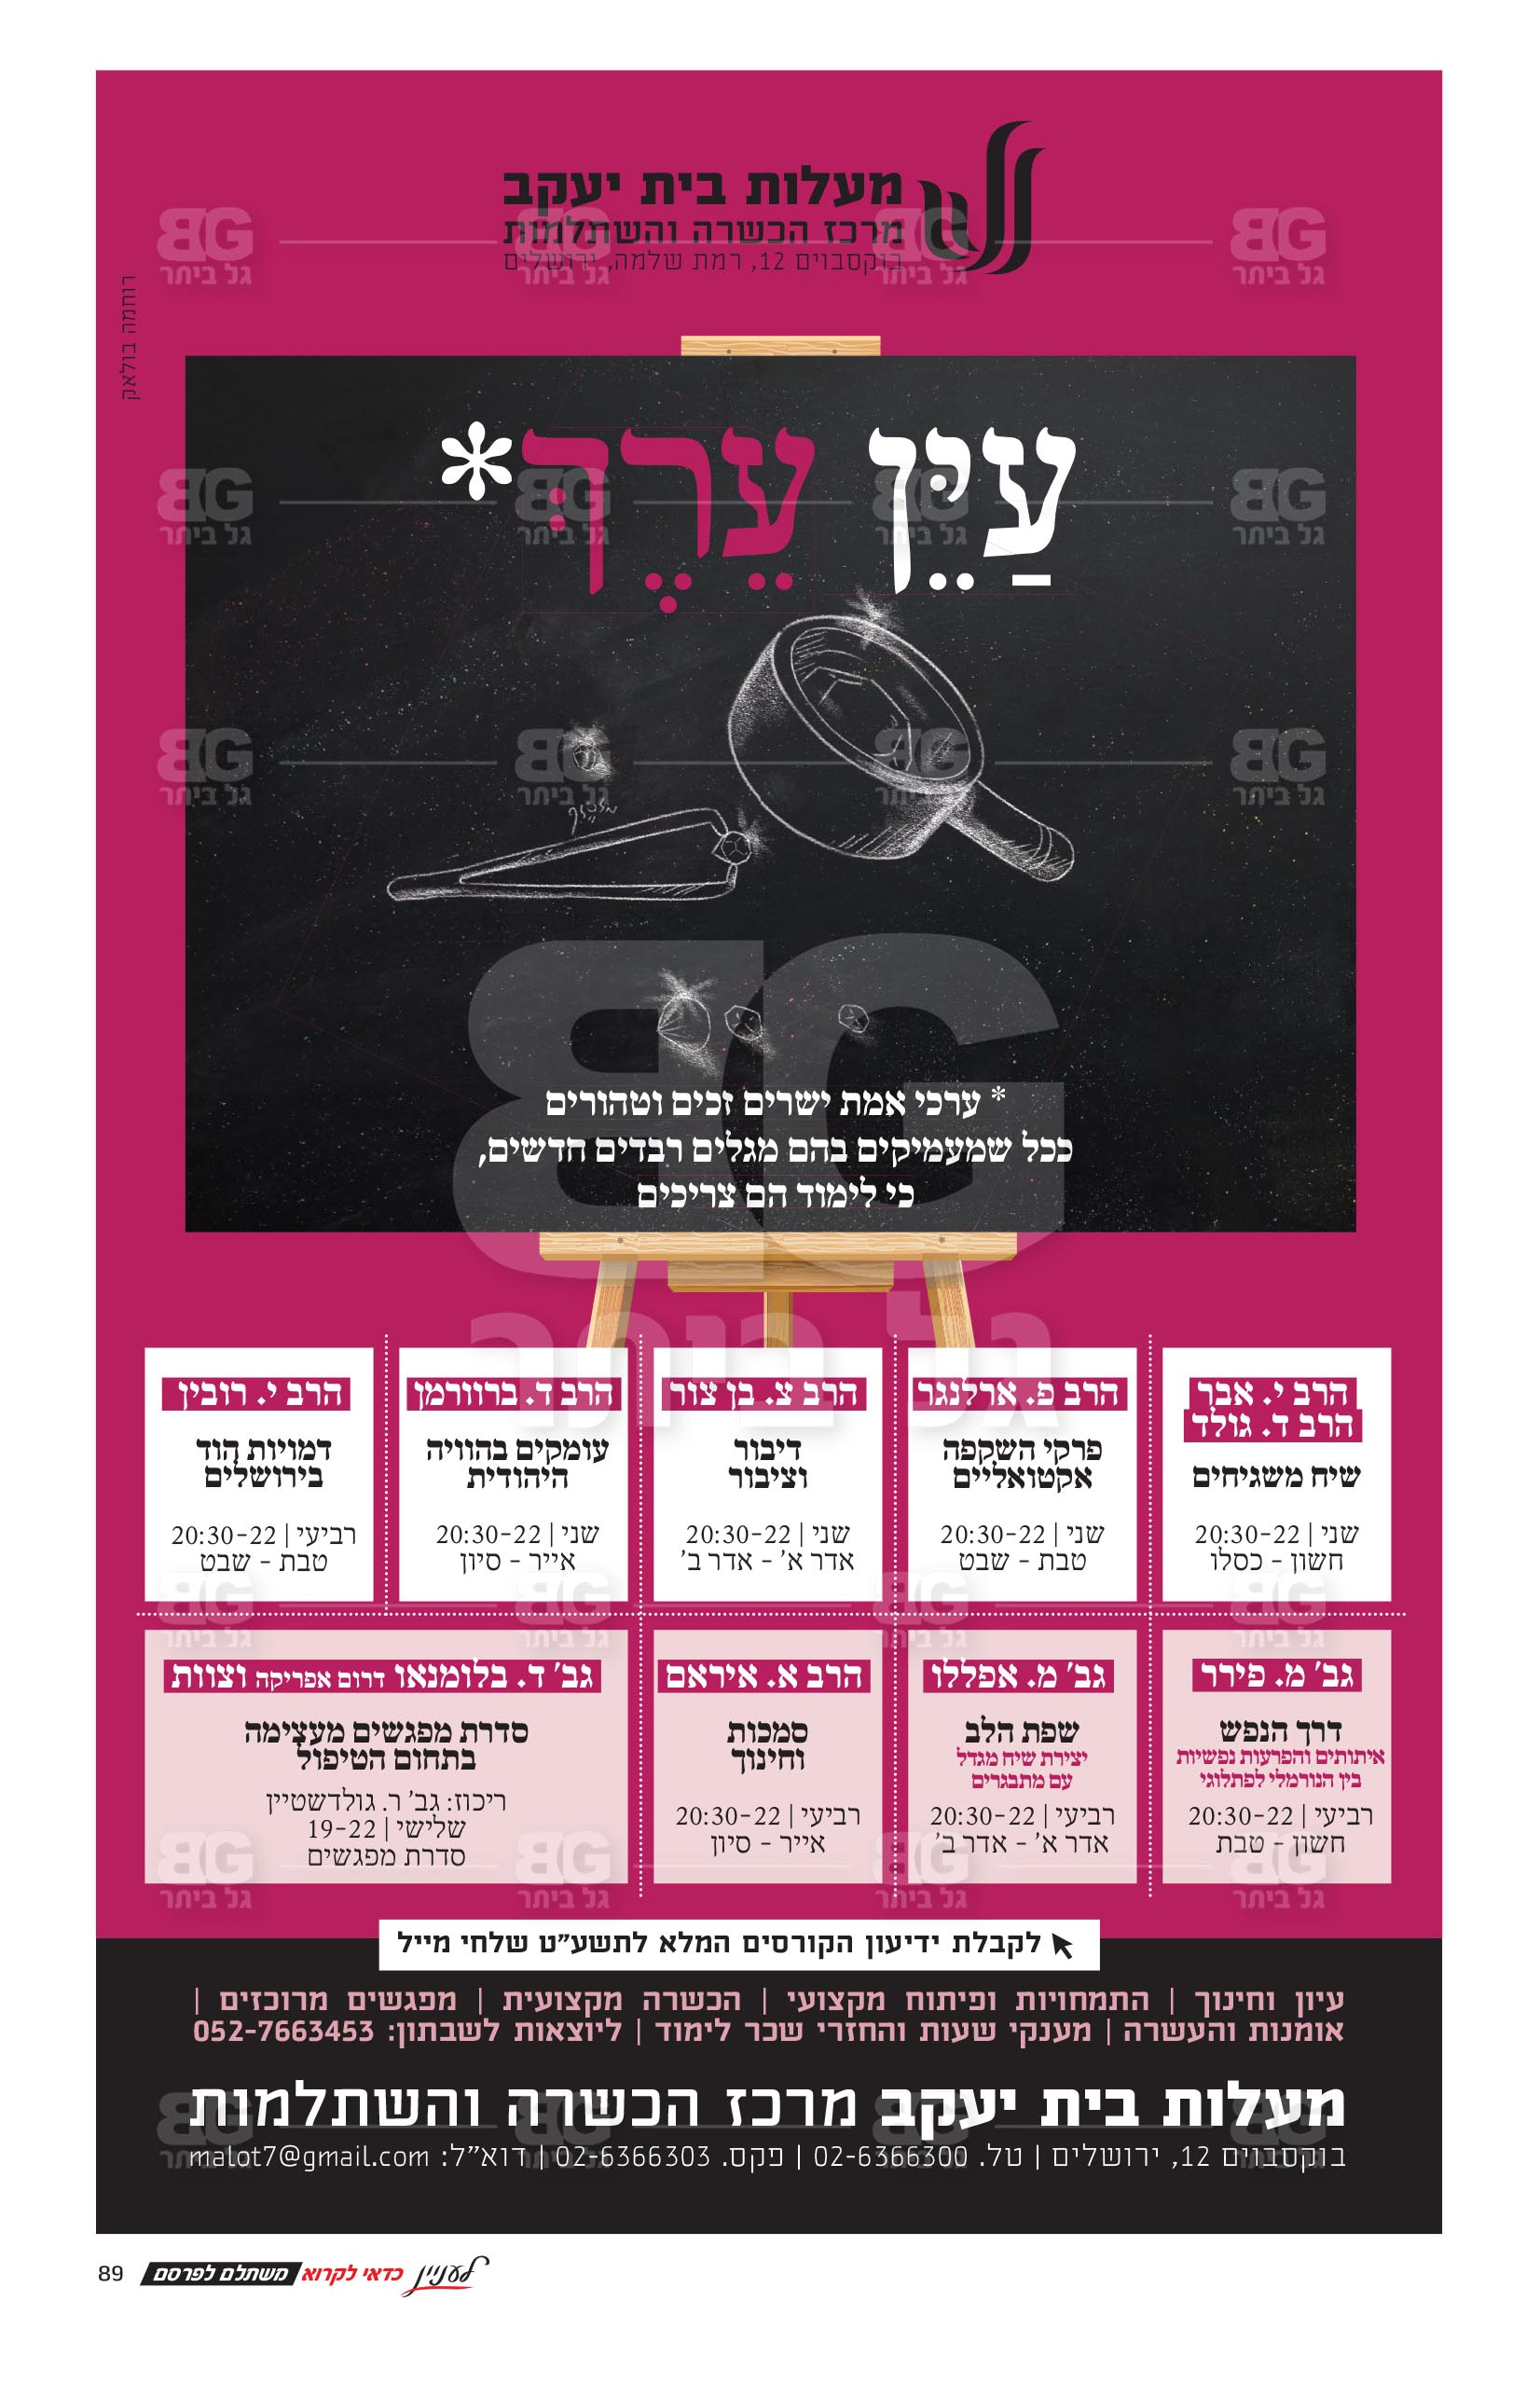 מעלות בית יעקב
מרכז הכשרה והשתלמות
בוקסבוים 12, רמת שלמה, ירושלים
רוחמה בולאק
עַיֵּן עֵרֶךְ*
* ערכי אמת ישרים זכים וטהורים
ככל שמעמיקים בהם מגלים רבדים חדשים,
כי לימוד הם צריכים
BG
גל ביתר
הרב י. אבר
הרב ד. גולד
שיח משגיחים
שני | 20:30-22
חשון - כסלו
הרב פ. ארלנגר
פרקי השקפה
אקטואליים
שני | 20:30-22
טבת - שבט
הרב צ. בן צור
דיבור
וציבור
שני | 20:30-22
אדר א' - אדר ב'
הרב ד. ברוורמן
עומקים בהוויה
היהודית
שני | 20:30-22
אייר - סיון
הרב י. רובין
דמויות הוד
בירושלים
רביעי | 20:30-22
טבת - שבט
גב' מ. פירר
דרך הנפש
איתותים והפרעות נפשיות
בין הנורמלי לפתלוגי
רביעי | 20:30-22
חשון - טבת
גב' מ. אפללו
שפת הלב
יצירת שיח מגדל
עם מתבגרים
רביעי | 20:30-22
אדר א' - אדר ב'
הרב א. איראם
סמכות
וחינוך
רביעי | 20:30-22
אייר - סיון
גב' ד. בלומנאו דרום אפריקה וצוות
סדרת מפגשים מעצימה
בתחום הטיפול
ריכוז: גב' ר. גולדשטיין
שלישי | 19-22
סדרת מפגשים
לקבלת ידיעון הקורסים המלא לתשע"ט שלחי מייל
עיון וחינוך | התמחויות ופיתוח מקצועי | הכשרה מקצועית | מפגשים מרוכזים |
אומנות והעשרה | מענקי שעות והחזרי שכר לימוד | ליוצאות לשבתון: 052-7663453
מעלות בית יעקב מרכז הכשרה והשתלמות
בוקסבוים 12, ירושלים | טל. 02-6366300 | פקס. 02-6366303 | דוא"ל: malot7@gmail.com
לעניין כדאי לקרוא משתלם לפרסם 89